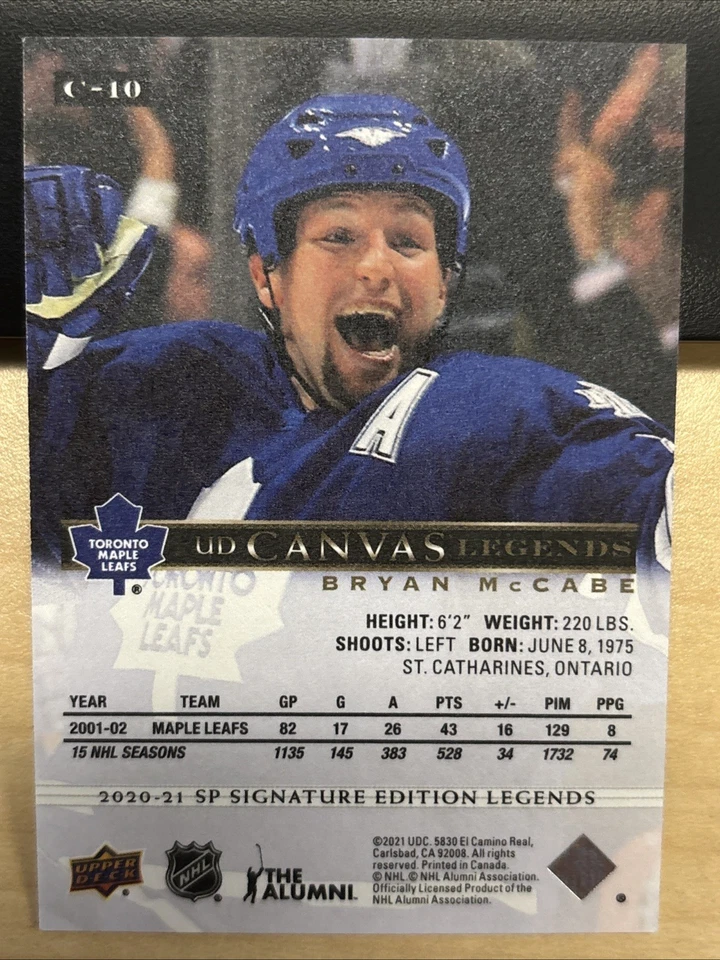 C-10
A
TORONTO
MAPLE
LEAFS
®
UD CANVAS LEGENDS
BRYAN McCABE
TORONTO
MAPLE
LEAFS
HEIGHT: 6'2" WEIGHT: 220 LBS.
SHOOTS: LEFT BORN: JUNE 8, 1975
ST. CATHARINES, ONTARIO
YEAR TEAM GP G A PTS +/- PIM PPG
2001-02 MAPLE LEAFS 82 17 26 43 16 129 8
15 NHL SEASONS 1135 145 383 528 34 1732 74
2020-21 SP SIGNATURE EDITION LEGENDS
UPPER
DECK
NHL
THE
ALUMNI
©2021 UDC. 5830 El Camino Real,
Carlsbad, CA 92008. All rights
reserved. Printed in Canada.
© NHL © NHL Alumni Association.
Officially Licensed Product of the
NHL Alumni Association.